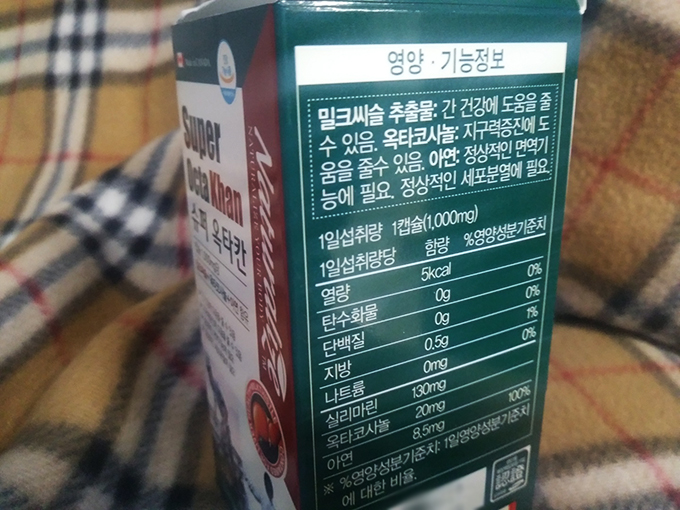 Super
Octa Khan
슈퍼 옥타칸
Naturalize
NATURALIZE YOUR BODY
영양 · 기능정보
밀크씨슬 추출물: 간 건강에 도움을 줄
수 있음. 옥타코사놀: 지구력증진에 도
움을 줄수 있음. 아연: 정상적인 면역기
능에 필요. 정상적인 세포분열에 필요.
1일섭취량 1캡슐(1,000mg)
1일섭취량당 함량 %영양성분기준치
열량 5kcal
탄수화물 0g 0%
단백질 0g 0%
지방 0.5g 1%
나트륨 0mg 0%
실리마린 130mg
옥타코사놀 20mg
아연 8.5mg 100%
※ %영양성분기준치: 1일영양성분기준치
에 대한 비율.